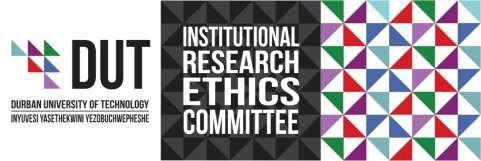 DUT
DURBAN UNIVERSITY OF TECHNOLOGY
INYUVESI YASETHEKWINI YEZOBUCHWEPHESHE
INSTITUTIONAL
RESEARCH
ETHICS
COMMITTEE